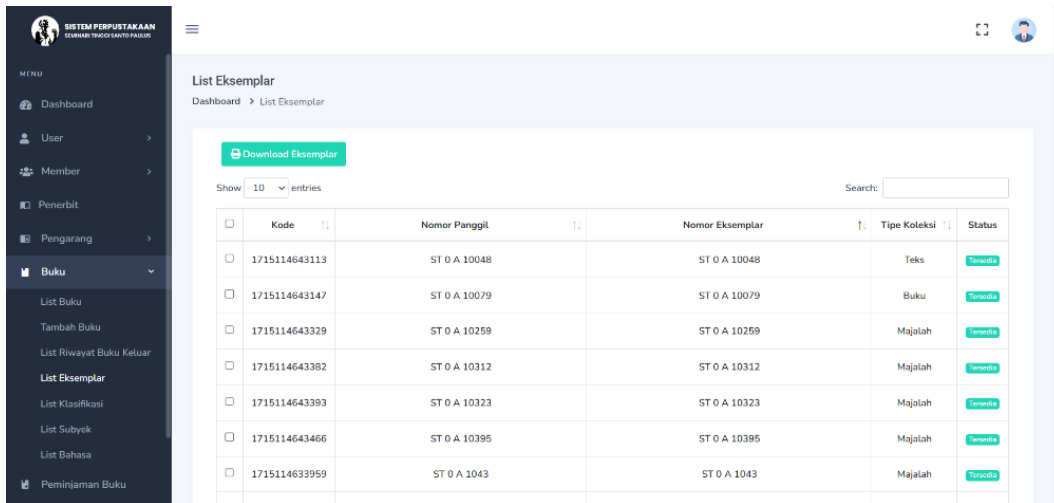 SISTEM PERPUSTAKAAN
SEMINARI TINGGI SANTO PAULUS
MENU
Dashboard
User
Member
Penerbit
Pengarang
Buku
List Buku
Tambah Buku
List Riwayat Buku Keluar
List Eksemplar
List Klasifikasi
List Subyek
List Bahasa
Peminjaman Buku
List Eksemplar
Dashboard > List Eksemplar
Download Eksemplar
Show 10 entries Search:
Kode Nomor Panggil Nomor Eksemplar Tipe Koleksi Status
1715114643113 ST 0 A 10048 ST 0 A 10048 Teks Tersedia
1715114643147 ST 0 A 10079 ST 0 A 10079 Buku Tersedia
1715114643329 ST 0 A 10259 ST 0 A 10259 Majalah Tersedia
1715114643382 ST 0 A 10312 ST 0 A 10312 Majalah Tersedia
1715114643393 ST 0 A 10323 ST 0 A 10323 Majalah Tersedia
1715114643466 ST 0 A 10395 ST 0 A 10395 Majalah Tersedia
1715114633959 ST 0 A 1043 ST 0 A 1043 Majalah Tersedia